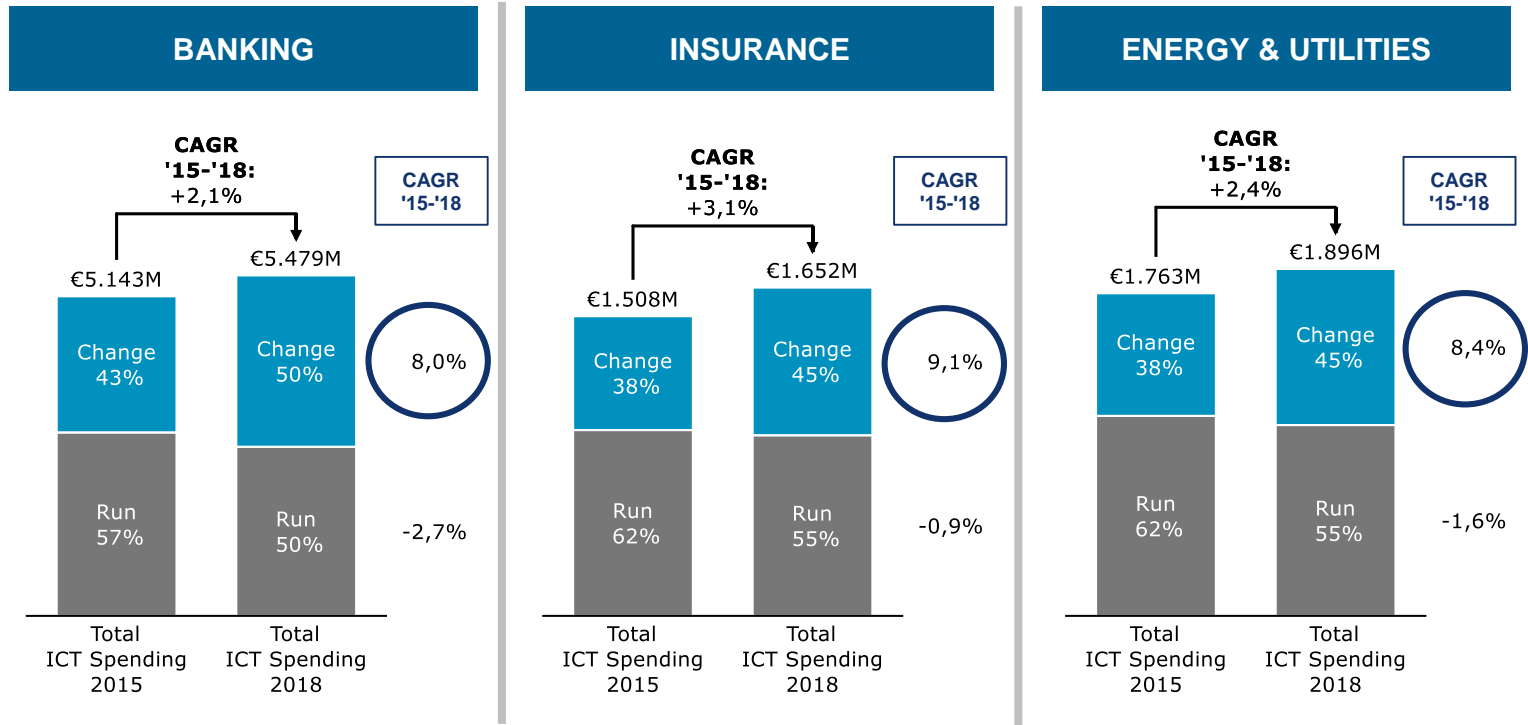 BANKING
CAGR
'15-'18:
+2,1%
CAGR
'15-'18
€5.143M
€5.479M
Change
43%
Change
50%
8,0%
Run
57%
Run
50%
-2,7%
Total
ICT Spending
2015
Total
ICT Spending
2018
INSURANCE
CAGR
'15-'18:
+3,1%
CAGR
'15-'18
€1.508M
€1.652M
Change
38%
Change
45%
9,1%
Run
62%
Run
55%
-0,9%
Total
ICT Spending
2015
Total
ICT Spending
2018
ENERGY & UTILITIES
CAGR
'15-'18:
+2,4%
CAGR
'15-'18
€1.763M
€1.896M
Change
38%
Change
45%
8,4%
Run
62%
Run
55%
-1,6%
Total
ICT Spending
2015
Total
ICT Spending
2018